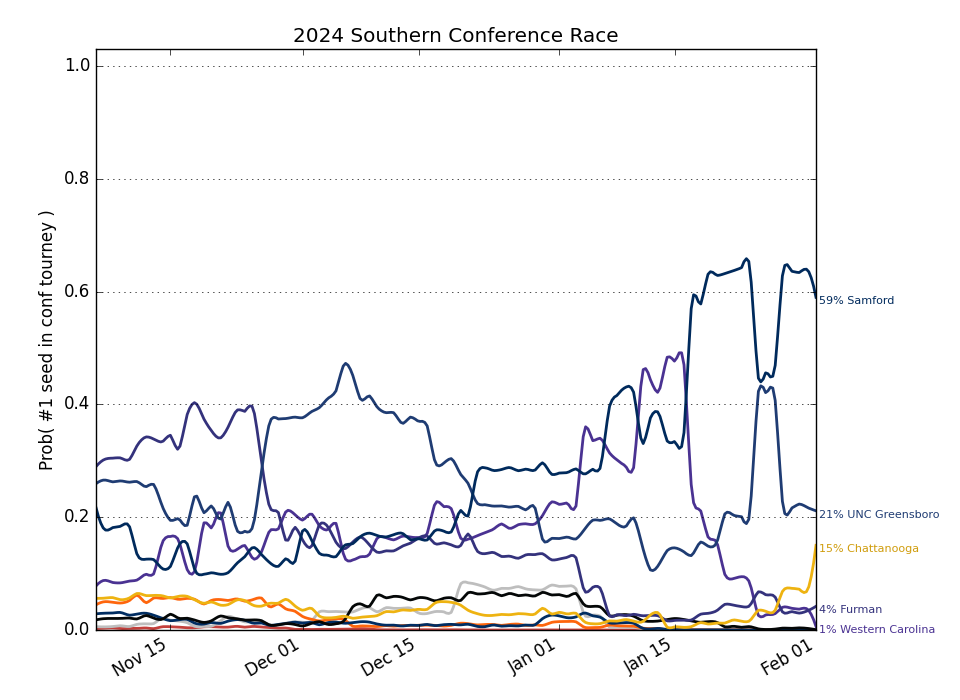 2024 Southern Conference Race
Prob( #1 seed in conf tourney )
1.0
0.8
0.6
0.4
0.2
0.0
59% Samford
21% UNC Greensboro
15% Chattanooga
4% Furman
1% Western Carolina
Nov 15
Dec 01
Dec 15
Jan 01
Jan 15
Feb 01